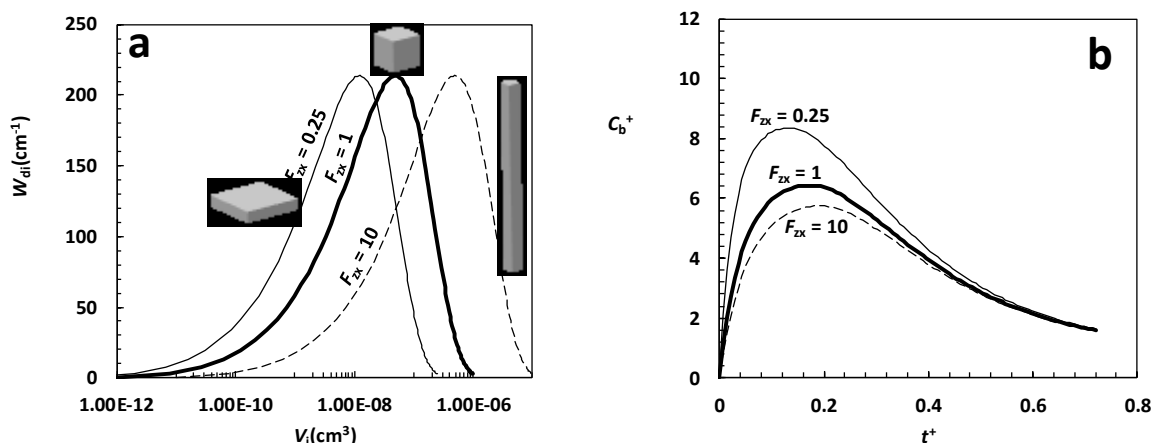 a
250
200
150
100
50
0
W_di(cm⁻¹)
F_zx = 0.25
F_zx = 1
F_zx = 10
1.00E-12 1.00E-10 1.00E-08 1.00E-06
V_i(cm³)
b
12
10
8
6
4
2
0
C_b⁺
F_zx = 0.25
F_zx = 1
F_zx = 10
0 0.2 0.4 0.6 0.8
t⁺